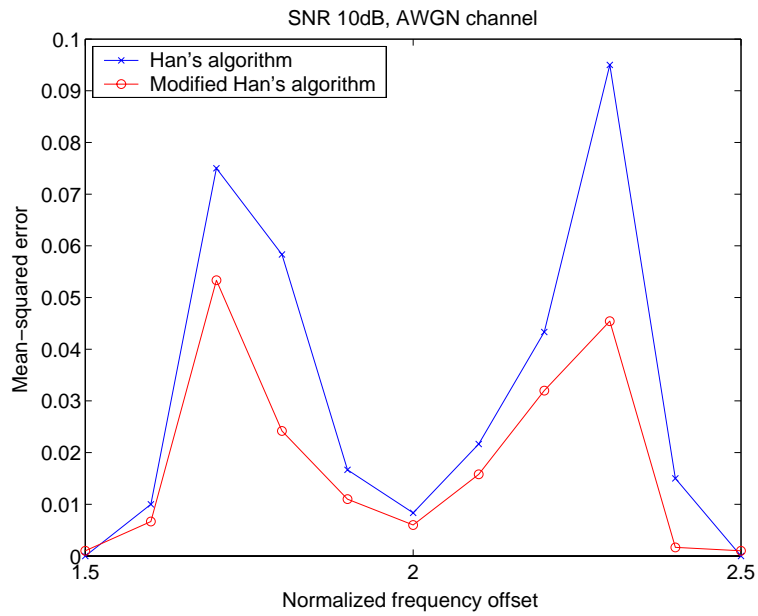 SNR 10dB, AWGN channel
Han's algorithm
Modified Han's algorithm
Mean-squared error
0.1
0.09
0.08
0.07
0.06
0.05
0.04
0.03
0.02
0.01
0
1.5
2
2.5
Normalized frequency offset